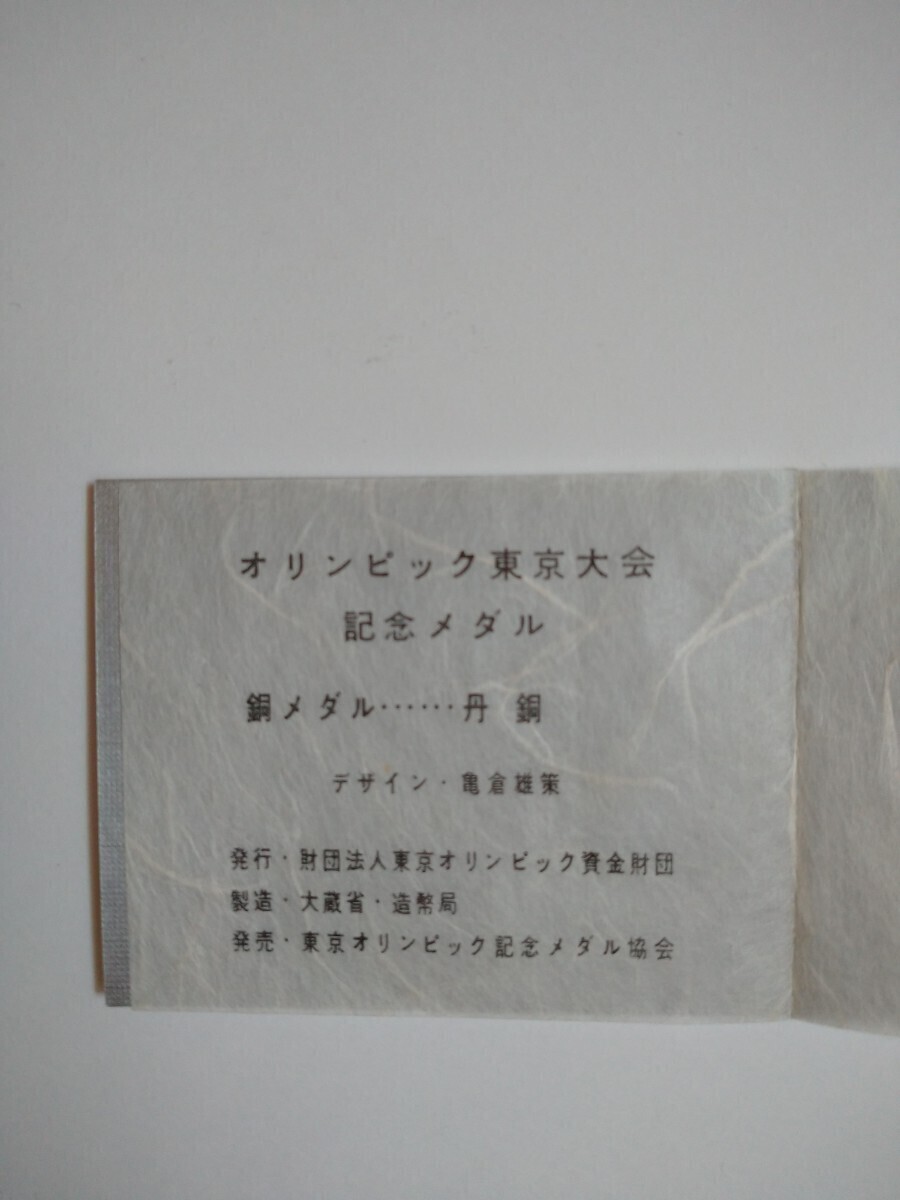 オリンピック東京大会
記念メダル
銅メダル……丹 銅
デザイン・亀倉雄策
発行・財団法人東京オリンピック資金財団
製造・大蔵省・造幣局
発売・東京オリンピック記念メダル協会